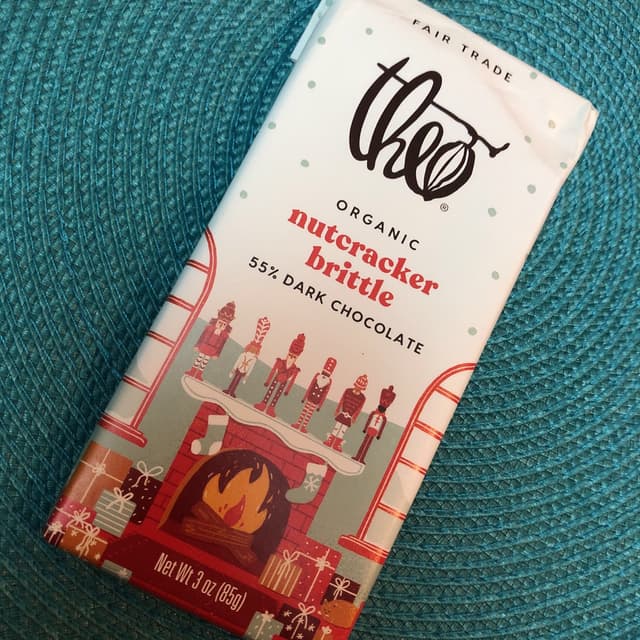 FAIR TRADE
theo®
ORGANIC
nutcracker
brittle
55% DARK CHOCOLATE
Net Wt 3 oz (85g)